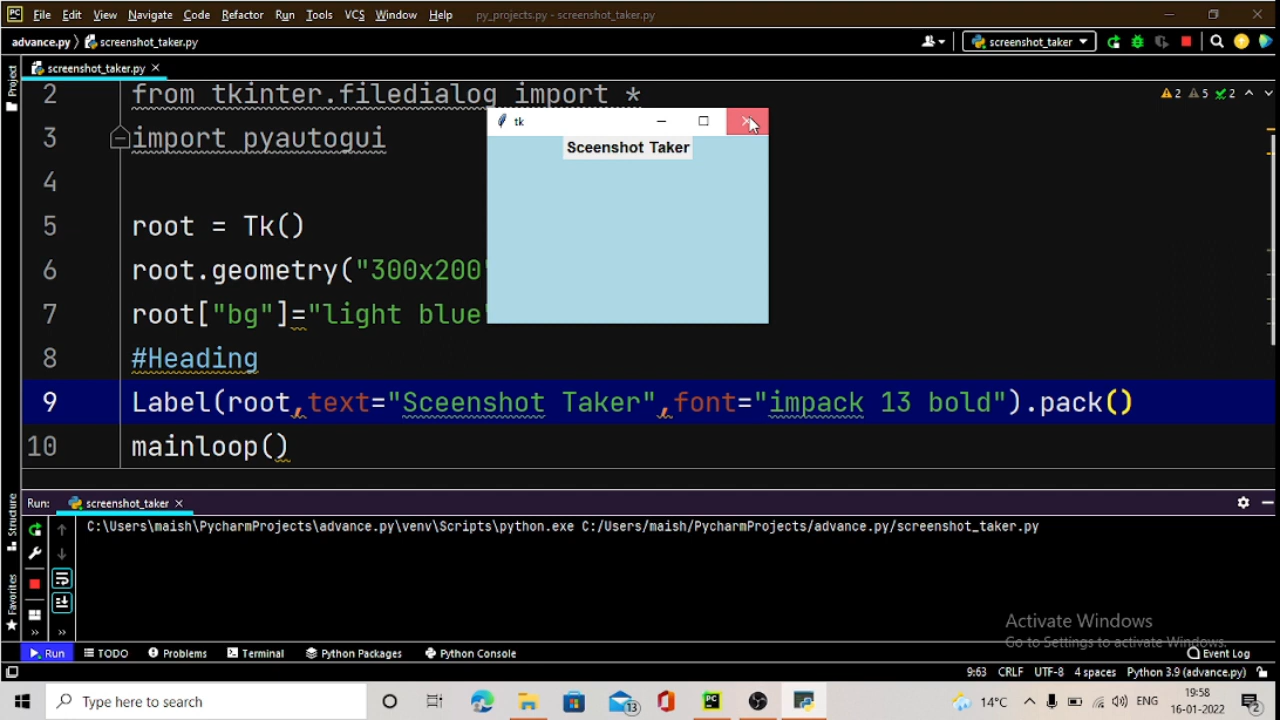 File Edit View Navigate Code Refactor Run Tools VCS Window Help py_projects.py - screenshot_taker.py
advance.py screenshot_taker.py screenshot_taker
Project
screenshot_taker.py
2 from tkinter.filedialog import *
2 5 2
3 import pyautogui
tk
Sceenshot Taker
4
5 root = Tk()
6 root.geometry("300x200"
7 root["bg"]="light blue"
8 #Heading
9 Label(root,text="Sceenshot Taker",font="impack 13 bold").pack()
10 mainloop()
Structure
Favorites
Run: screenshot_taker
C:\Users\maish\PycharmProjects\advance.py\venv\Scripts\python.exe C:/Users/maish/PycharmProjects/advance.py/screenshot_taker.py
Activate Windows
Go to Settings to activate Windows.
Run TODO Problems Terminal Python Packages Python Console Event Log
9:63 CRLF UTF-8 4 spaces Python 3.9 (advance.py)
Type here to search 13 14°C ENG 19:58
16-01-2022 2